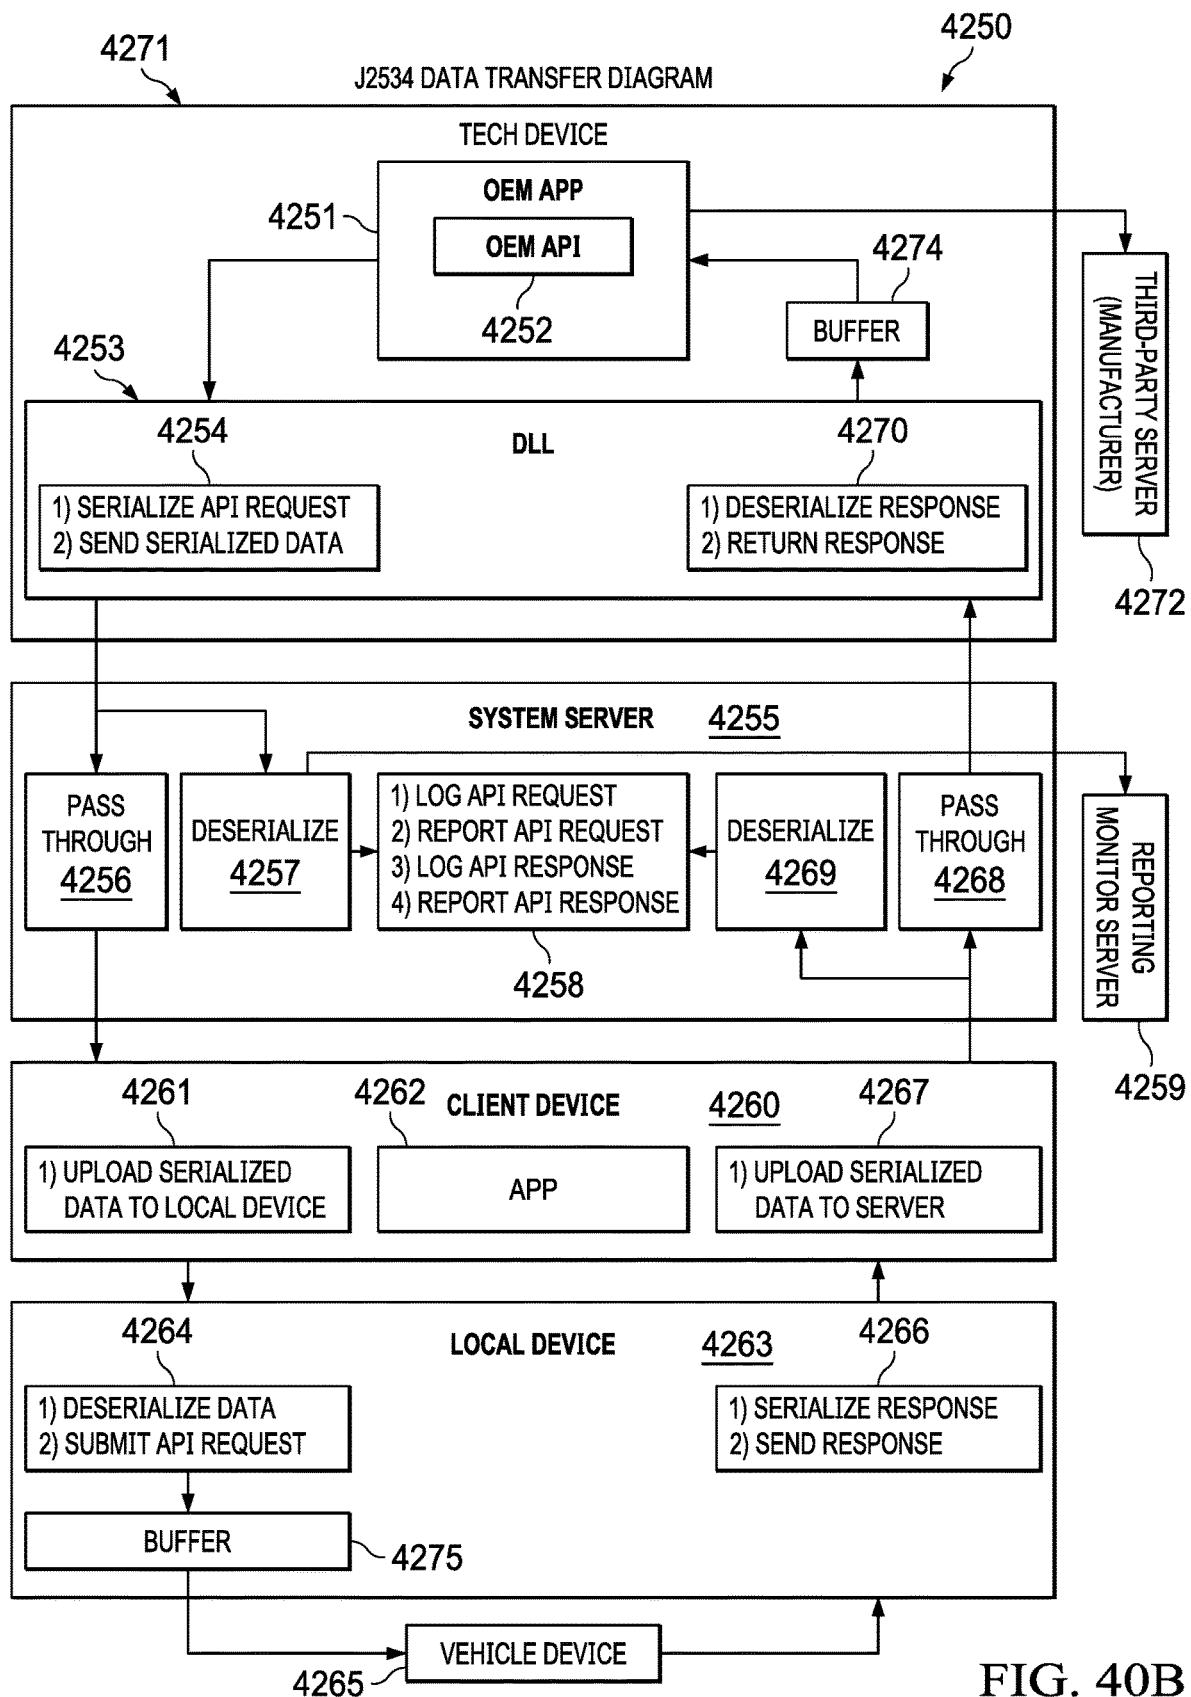 4271
4250
J2534 DATA TRANSFER DIAGRAM
TECH DEVICE
OEM APP
4251
OEM API
4252
4274
BUFFER
THIRD-PARTY SERVER
(MANUFACTURER)
4272
4253
4254
DLL
4270
1) SERIALIZE API REQUEST
2) SEND SERIALIZED DATA
1) DESERIALIZE RESPONSE
2) RETURN RESPONSE
SYSTEM SERVER 4255
PASS
THROUGH
4256
DESERIALIZE
4257
1) LOG API REQUEST
2) REPORT API REQUEST
3) LOG API RESPONSE
4) REPORT API RESPONSE
4258
DESERIALIZE
4269
PASS
THROUGH
4268
REPORTING
MONITOR SERVER
4259
4261
4262
CLIENT DEVICE 4260
4267
1) UPLOAD SERIALIZED
DATA TO LOCAL DEVICE
APP
1) UPLOAD SERIALIZED
DATA TO SERVER
4264
LOCAL DEVICE 4263
4266
1) DESERIALIZE DATA
2) SUBMIT API REQUEST
1) SERIALIZE RESPONSE
2) SEND RESPONSE
BUFFER
4275
VEHICLE DEVICE
4265
FIG. 40B